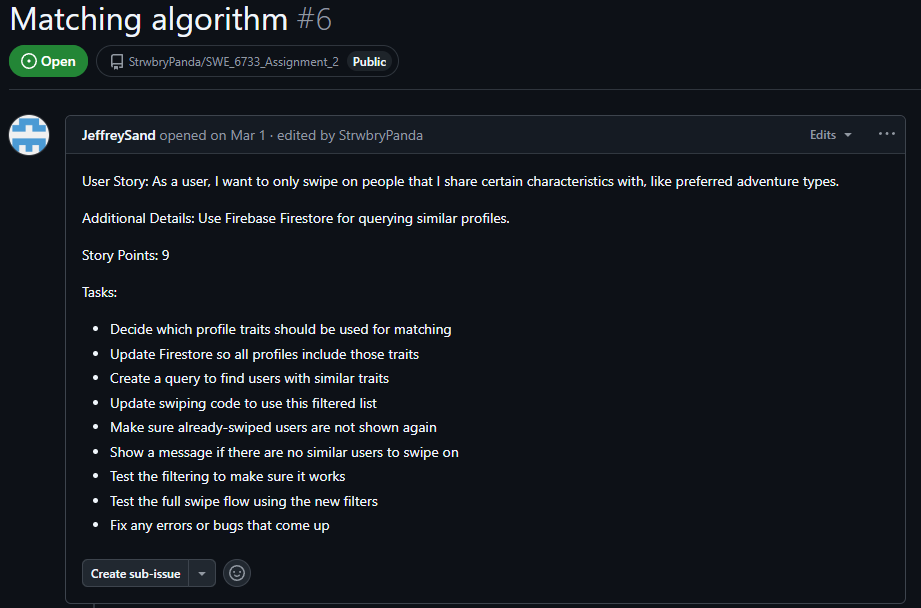 Matching algorithm #6
Open StrwbryPanda/SWE_6733_Assignment_2 Public
JeffreySand opened on Mar 1 · edited by StrwbryPanda Edits
User Story: As a user, I want to only swipe on people that I share certain characteristics with, like preferred adventure types.
Additional Details: Use Firebase Firestore for querying similar profiles.
Story Points: 9
Tasks:
• Decide which profile traits should be used for matching
• Update Firestore so all profiles include those traits
• Create a query to find users with similar traits
• Update swiping code to use this filtered list
• Make sure already-swiped users are not shown again
• Show a message if there are no similar users to swipe on
• Test the filtering to make sure it works
• Test the full swipe flow using the new filters
• Fix any errors or bugs that come up
Create sub-issue